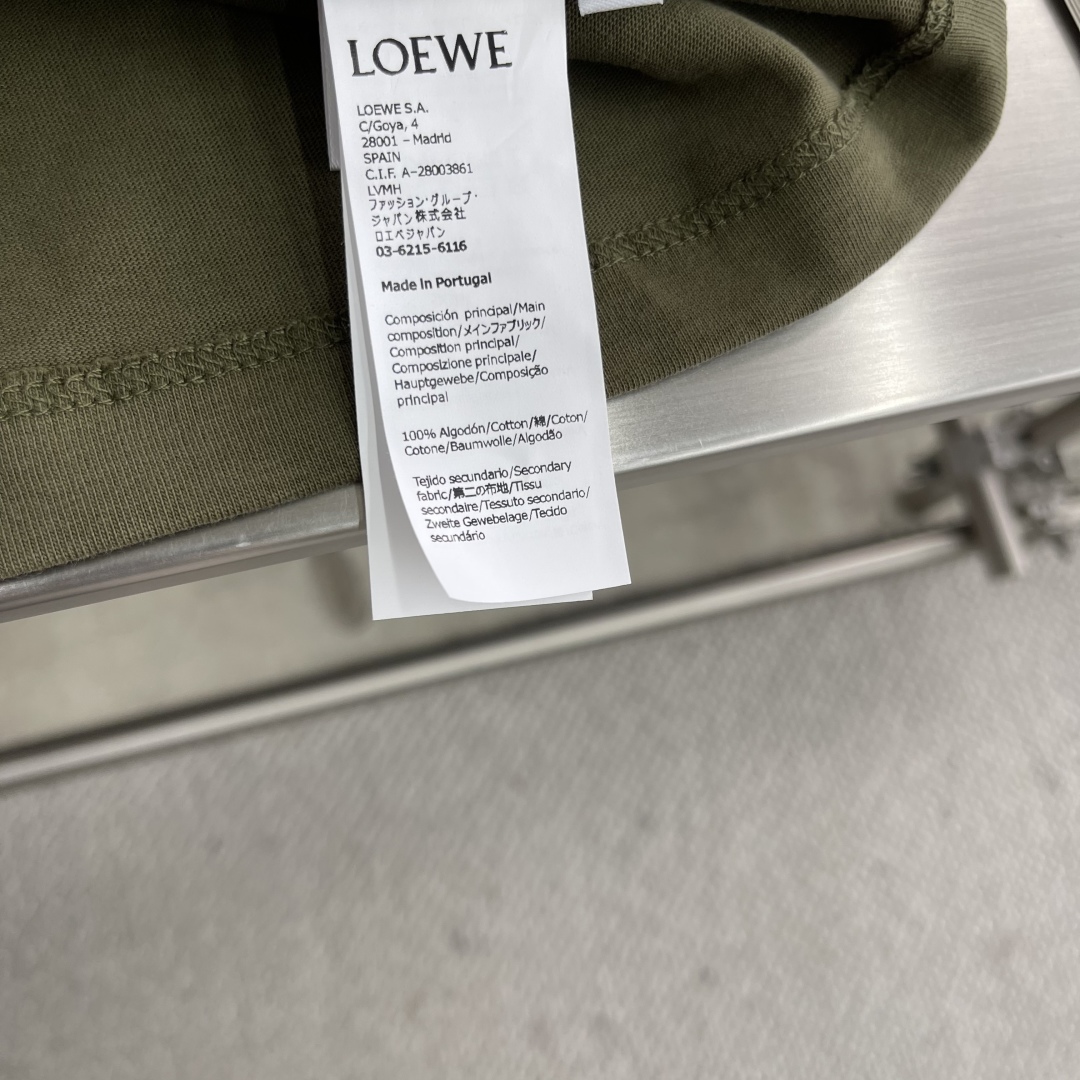 LOEWE
LOEWE S.A.
C/Goya, 4
28001 - Madrid
SPAIN
C.I.F. A-28003861
LVMH
ファッション・グループ・
ジャパン株式会社
ロエベジャパン
03-6215-6116
Made In Portugal
Composición principal/Main
composition/メインファブリック/
Composition principal/
Composizione principale/
Hauptgewebe/Composição
principal
100% Algodón/Cotton/綿/Coton/
Cotone/Baumwolle/Algodão
Tejido secundario/Secondary
fabric/第二の布地/Tissu
secondaire/Tessuto secondario/
Zweite Gewebelage/Tecido
secundário